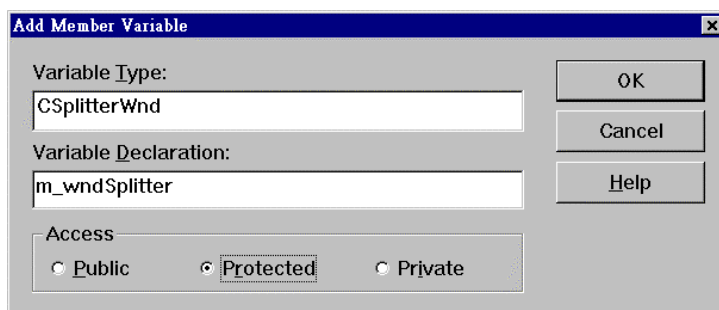 Add Member Variable
Variable Type:
CSplitterWnd
Variable Declaration:
m_wndSplitter
Access
Public Protected Private
OK
Cancel
Help